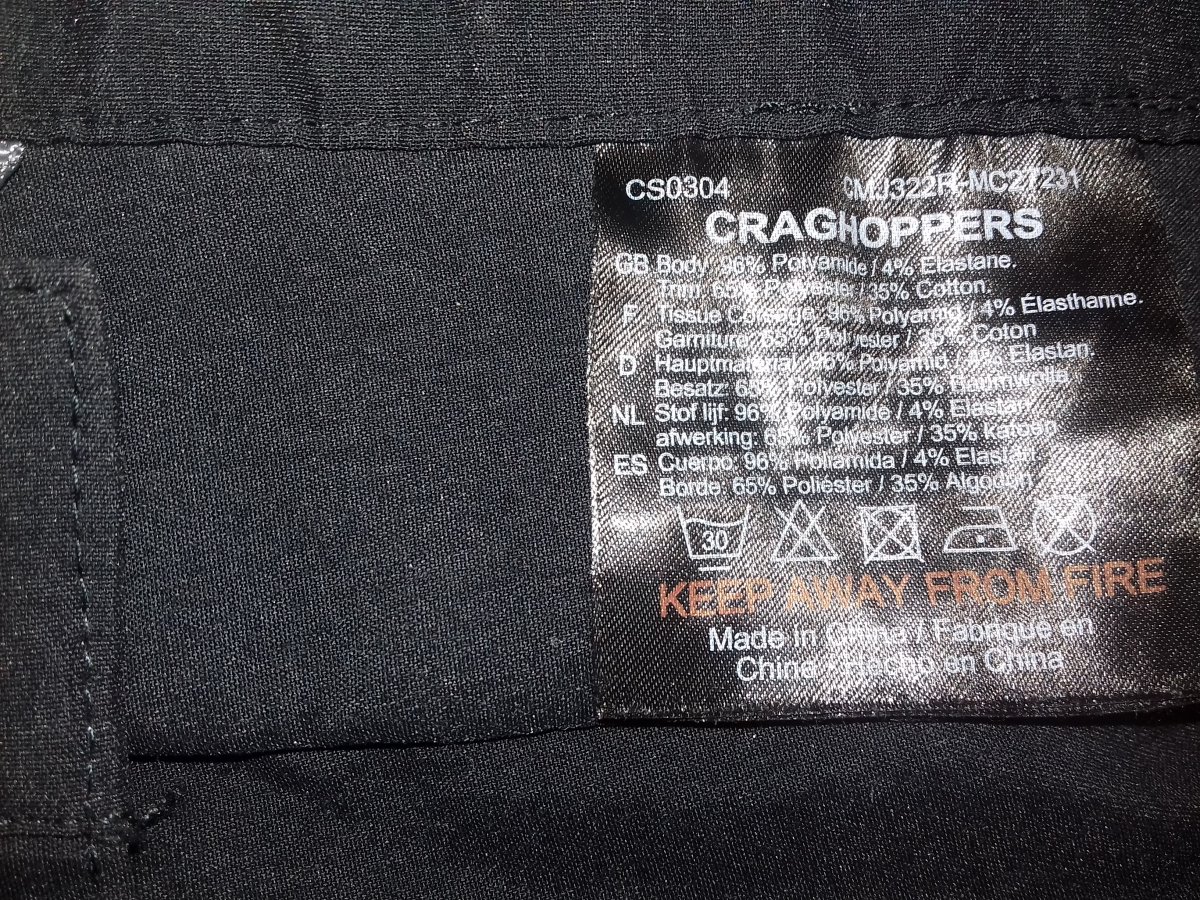 CS0304 CMJ322R-MC27231
CRAGHOPPERS
GB Body: 96% Polyamide / 4% Elastane.
Trim: 65% Polyester / 35% Cotton.
F Tissue Corsage: 96% Polyamid / 4% Élasthanne.
Garniture: 65% Polyester / 35% Coton
D Hauptmaterial: 96% Polyamid / 4% Elastan.
Besatz: 65% Polyester / 35% Baumwolle
NL Stof lijf: 96% Polyamide / 4% Elastan
afwerking: 65% Polyester / 35% katoen
ES Cuerpo: 96% Poliamida / 4% Elastan
Borde: 65% Poliester / 35% Algodon
30
KEEP AWAY FROM FIRE
Made in China / Fabrique en
China • Hecho en China